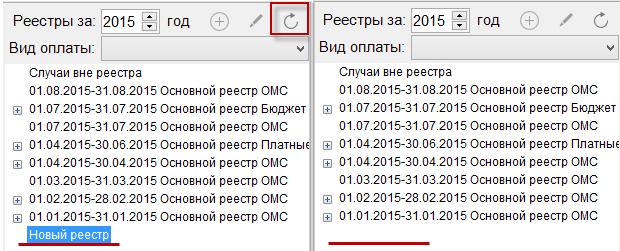 Реестры за: 2015 год
Вид оплаты:
Случаи вне реестра
01.08.2015-31.08.2015 Основной реестр ОМС
01.07.2015-31.07.2015 Основной реестр Бюджет
01.07.2015-31.07.2015 Основной реестр ОМС
01.04.2015-30.06.2015 Основной реестр Платные
01.04.2015-30.04.2015 Основной реестр ОМС
01.03.2015-31.03.2015 Основной реестр ОМС
01.02.2015-28.02.2015 Основной реестр ОМС
01.01.2015-31.01.2015 Основной реестр ОМС
Новый реестр
Реестры за: 2015 год
Вид оплаты:
Случаи вне реестра
01.08.2015-31.08.2015 Основной реестр ОМС
01.07.2015-31.07.2015 Основной реестр Бюджет
01.07.2015-31.07.2015 Основной реестр ОМС
01.04.2015-30.06.2015 Основной реестр Платны
01.04.2015-30.04.2015 Основной реестр ОМС
01.03.2015-31.03.2015 Основной реестр ОМС
01.02.2015-28.02.2015 Основной реестр ОМС
01.01.2015-31.01.2015 Основной реестр ОМС